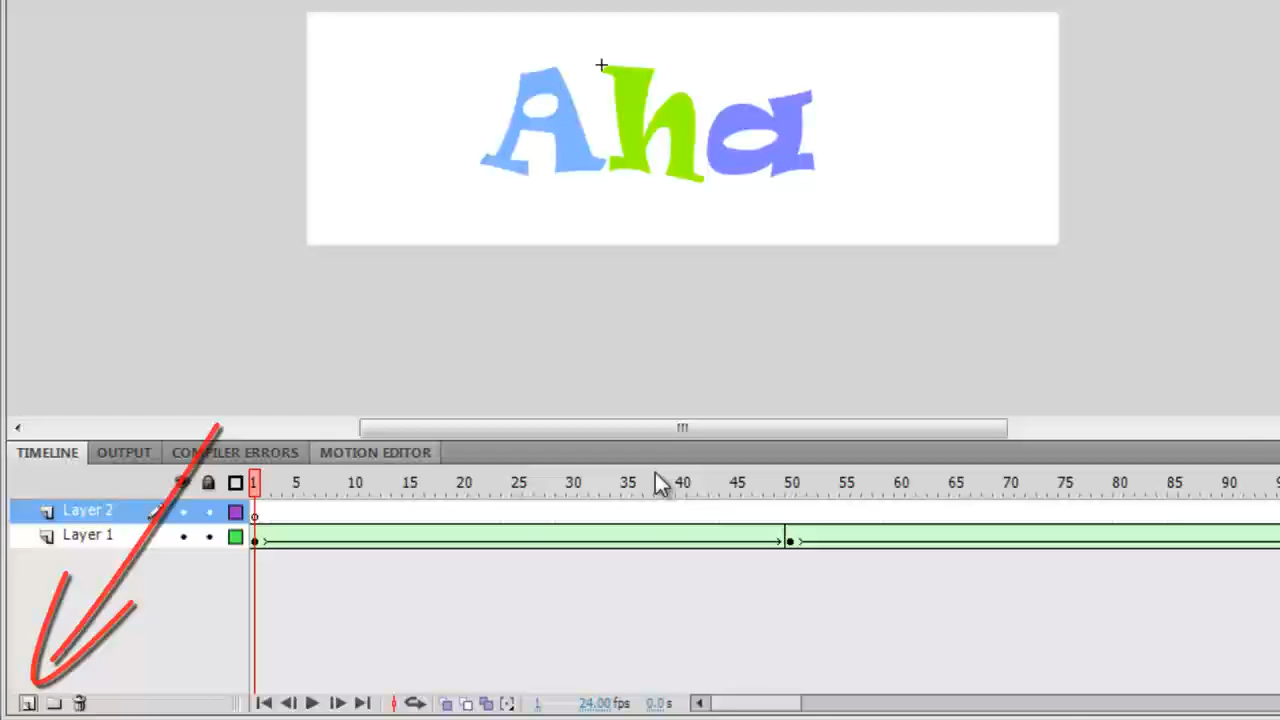 Aha
TIMELINE OUTPUT COMPILER ERRORS MOTION EDITOR
1 5 10 15 20 25 30 35 40 45 50 55 60 65 70 75 80 85 90
Layer 2
Layer 1
1 24.00 fps 0.0 s